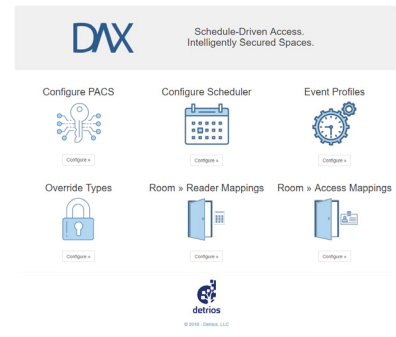 DAX
Schedule-Driven Access.
Intelligently Secured Spaces.
Configure PACS
Configure Scheduler
Event Profiles
Configure »
Configure »
Configure »
Override Types
Room » Reader Mappings
Room » Access Mappings
Configure »
Configure »
Configure »
detrios
© 2016 - Detrios, LLC